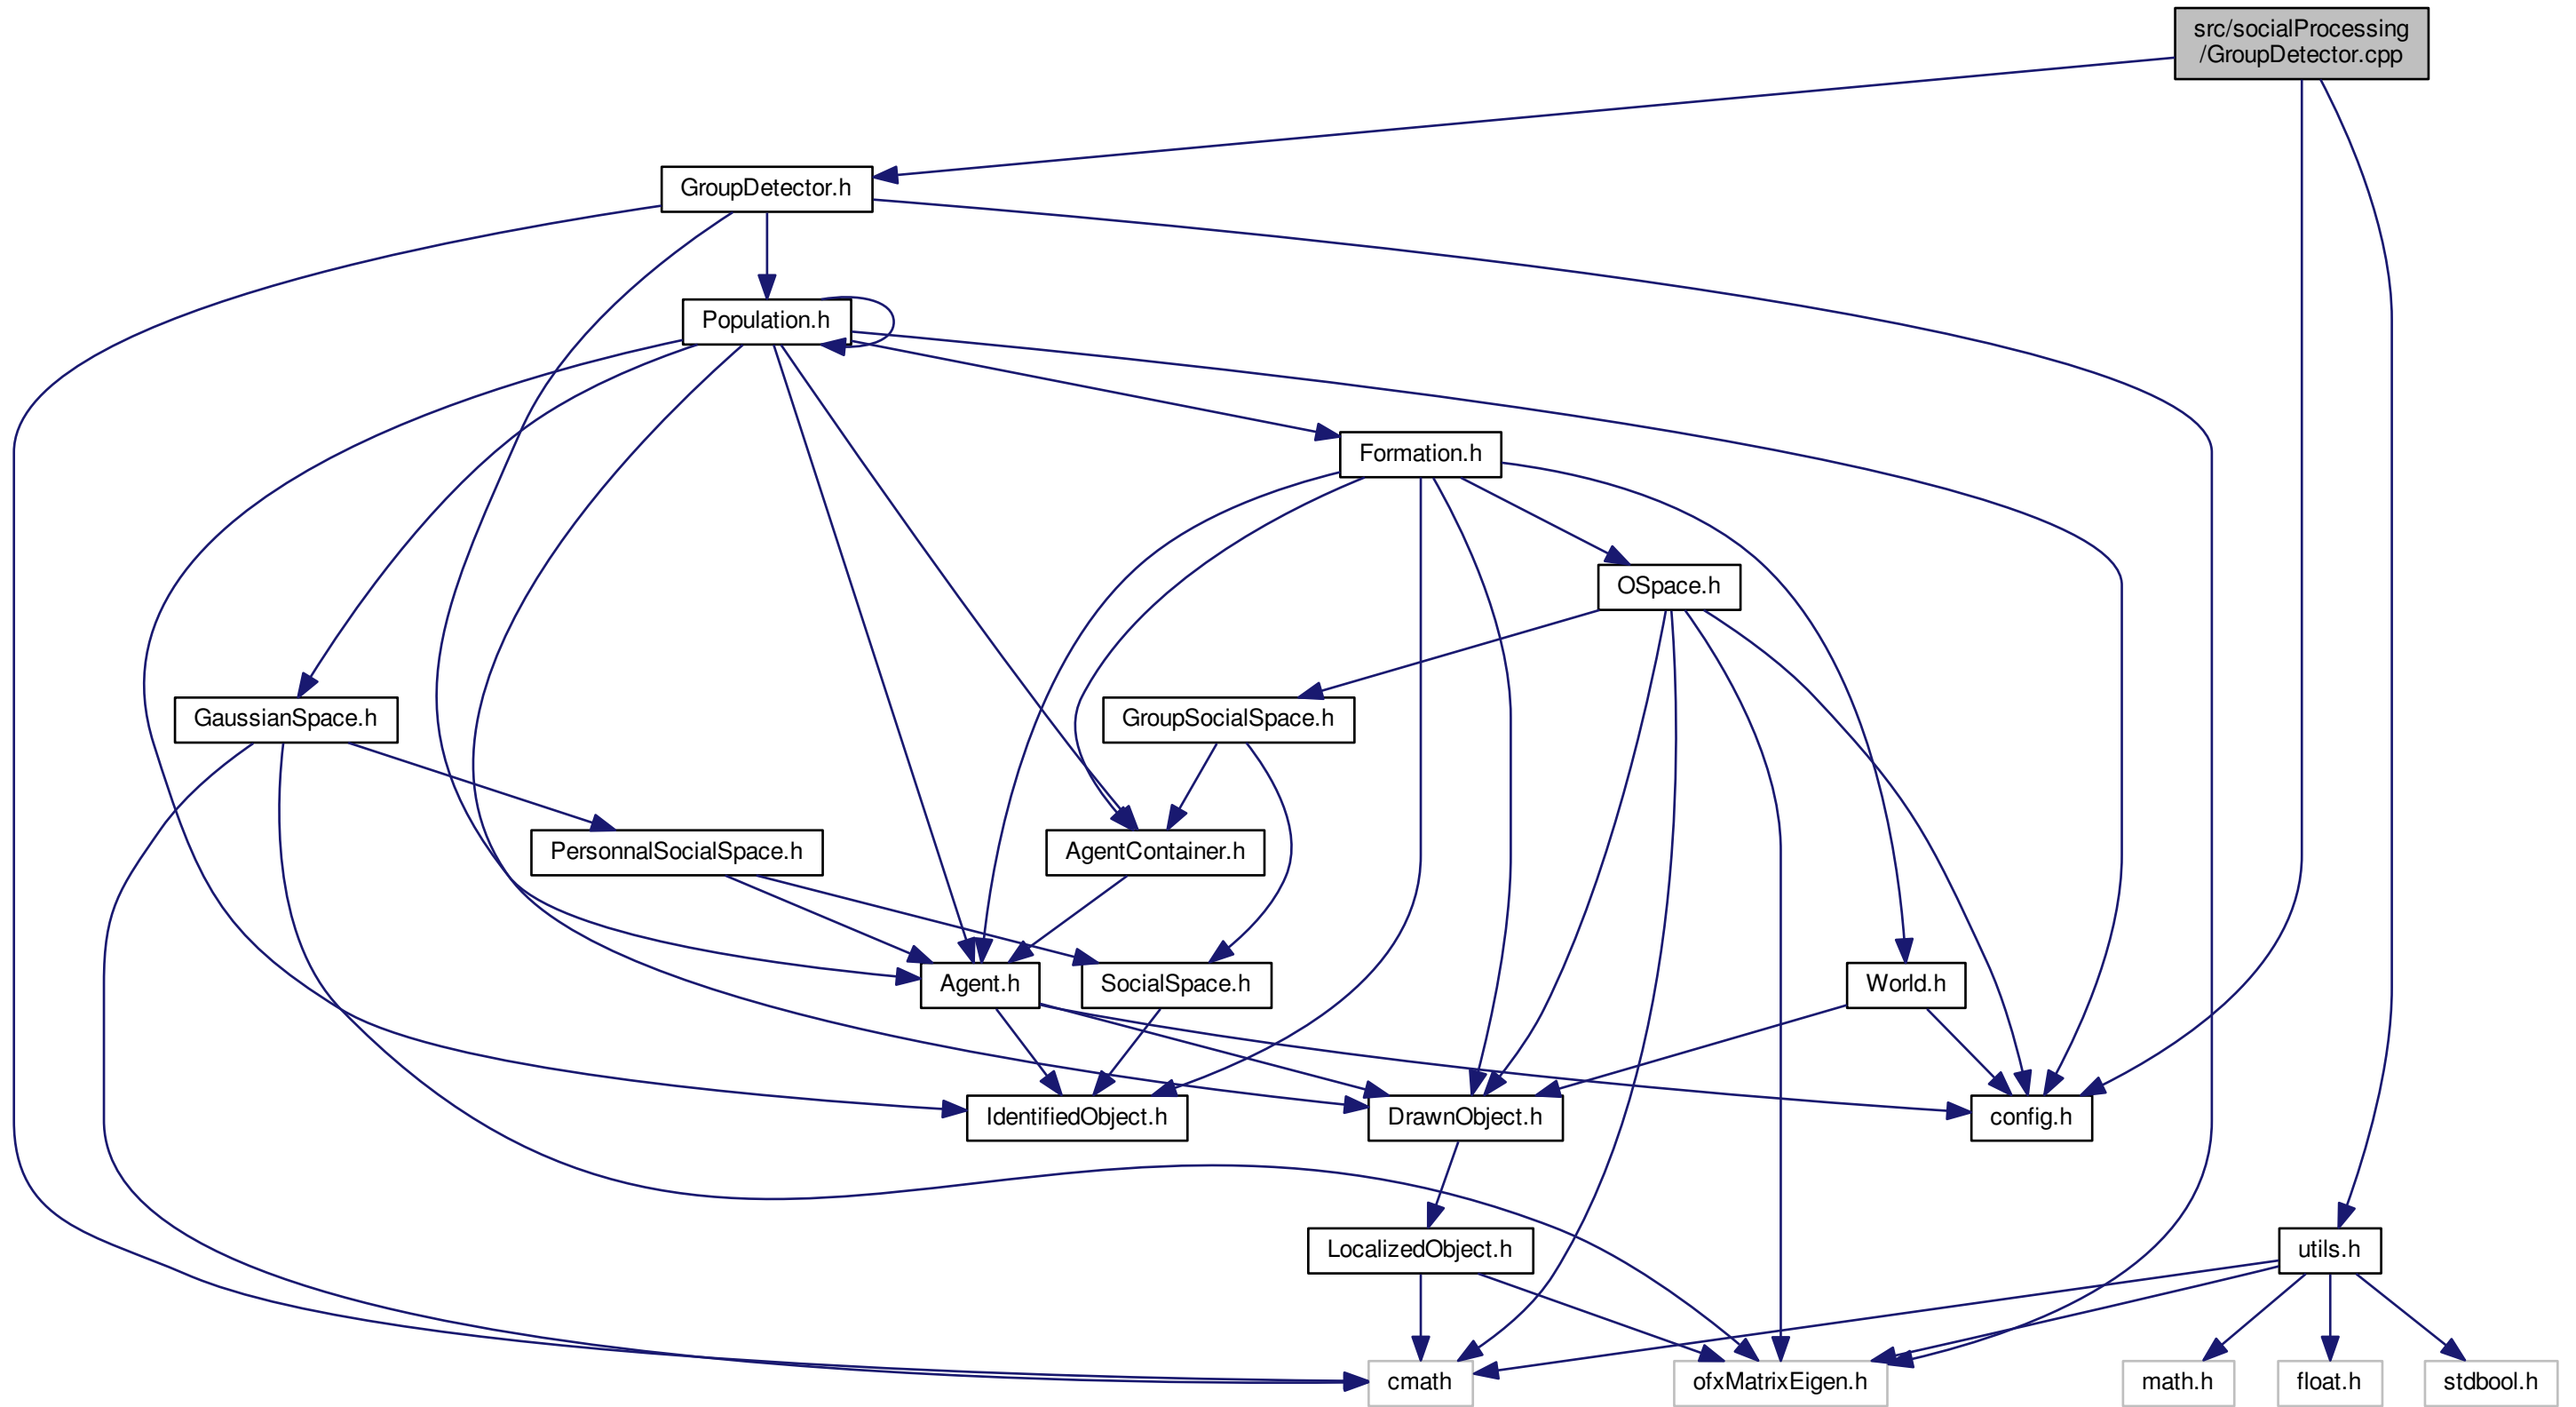 src/socialProcessing
/GroupDetector.cpp
GroupDetector.h
Population.h
Formation.h
OSpace.h
GaussianSpace.h
GroupSocialSpace.h
PersonnalSocialSpace.h
AgentContainer.h
Agent.h
SocialSpace.h
World.h
IdentifiedObject.h
DrawnObject.h
config.h
LocalizedObject.h
utils.h
cmath
ofxMatrixEigen.h
math.h
float.h
stdbool.h